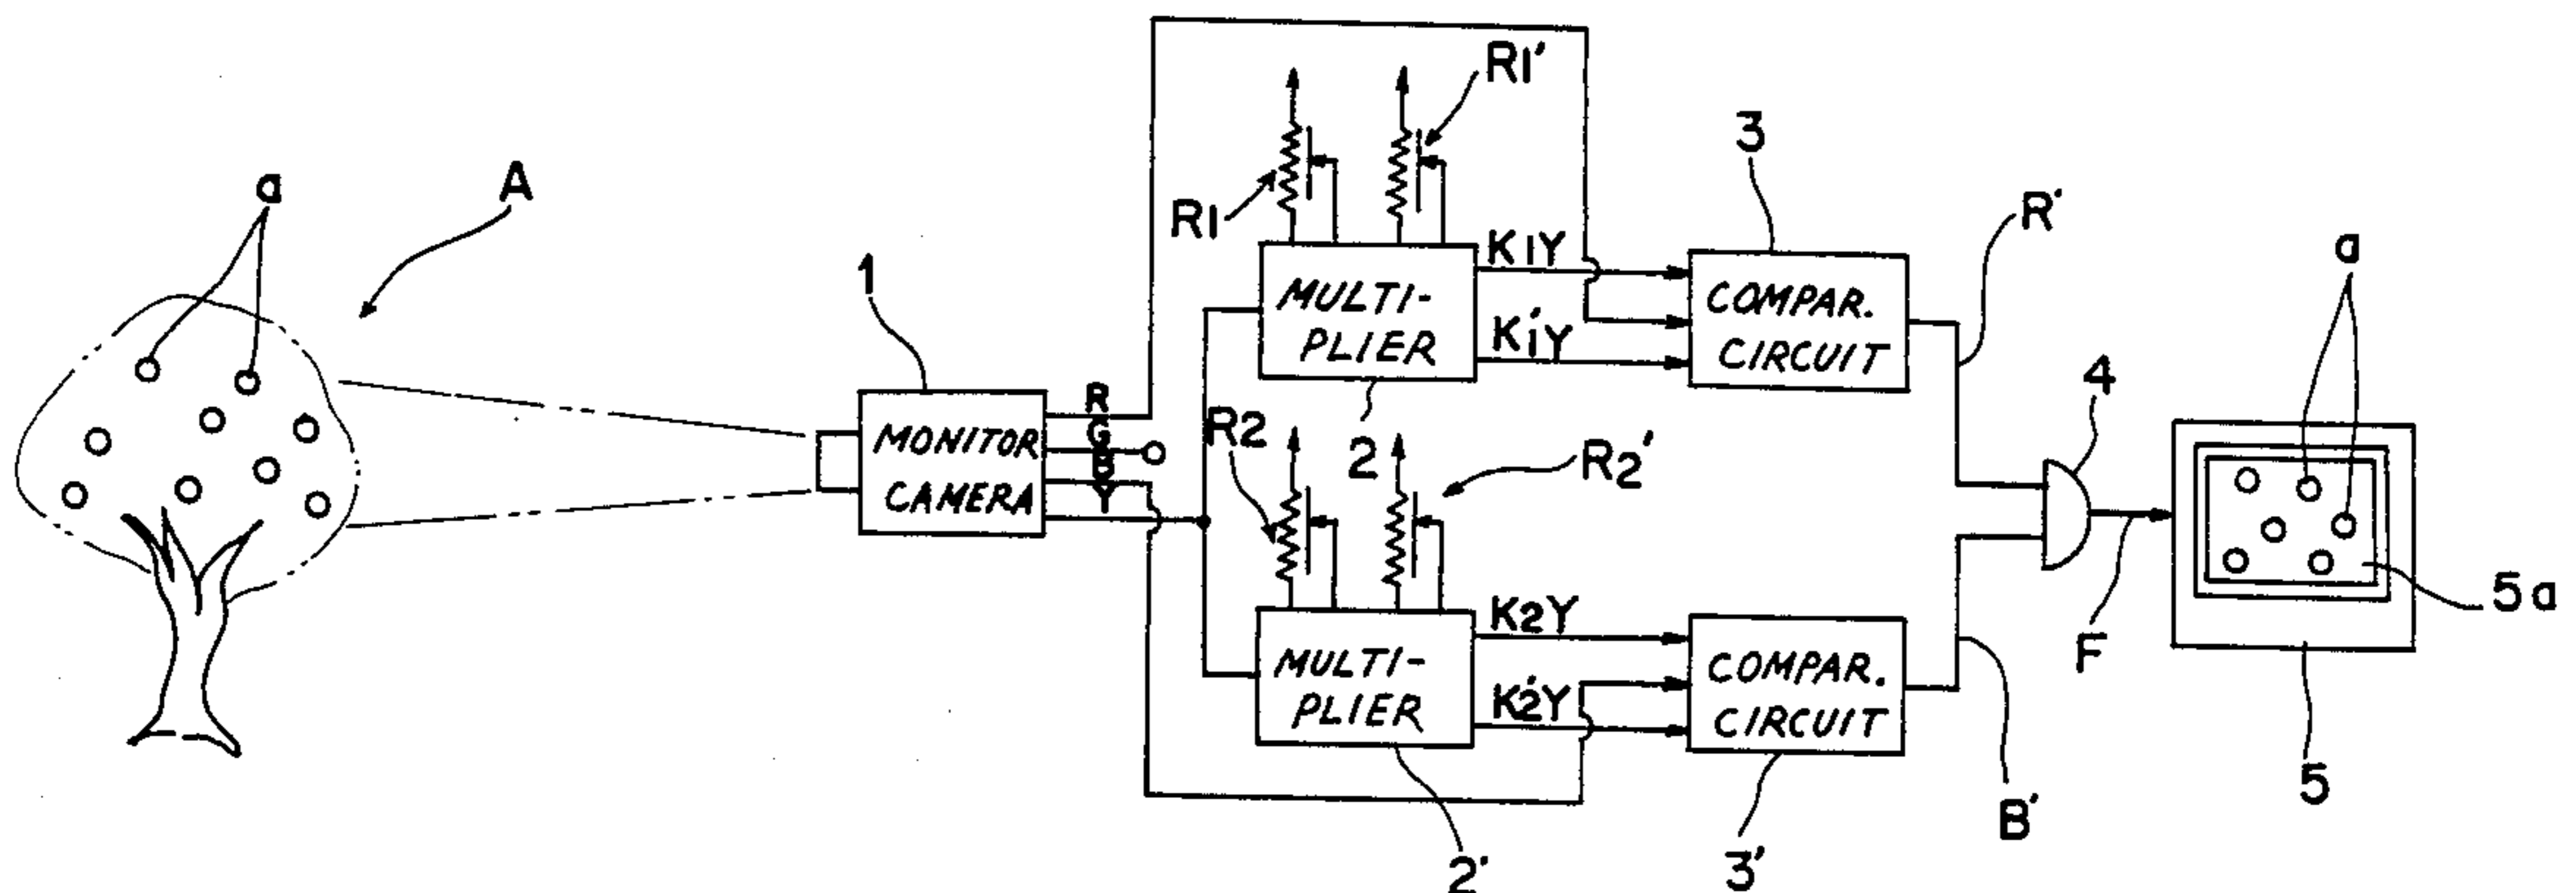 a
A
1
MONITOR
CAMERA
R
G
B
Y
R1
R1'
MULTI-
PLIER
2
K1Y
K1'Y
3
COMPAR.
CIRCUIT
R'
R2
2
R2'
MULTI-
PLIER
2'
K2Y
K2'Y
COMPAR.
CIRCUIT
3'
B'
4
F
a
5a
5